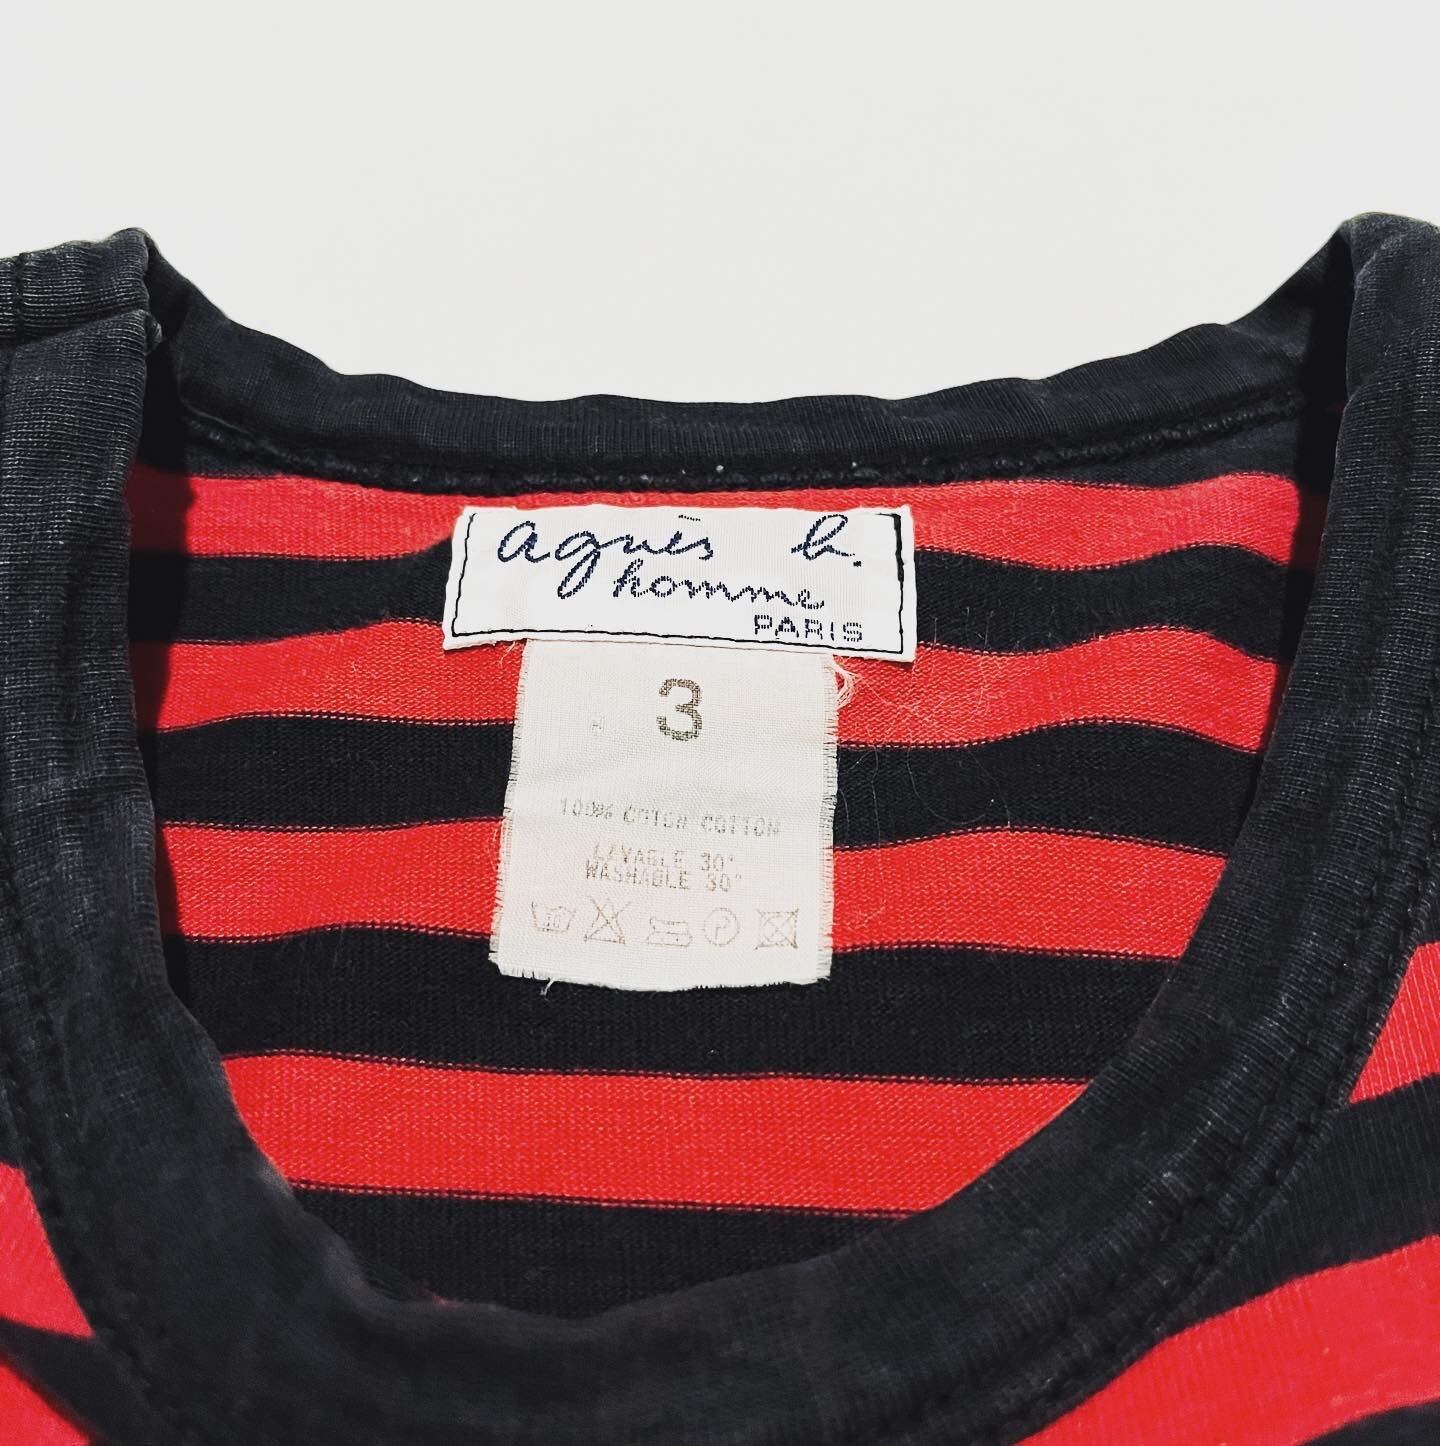 agnès b.
homme
PARIS
3
100% COTON COTTON
LAVABLE 30°
WASHABLE 30°